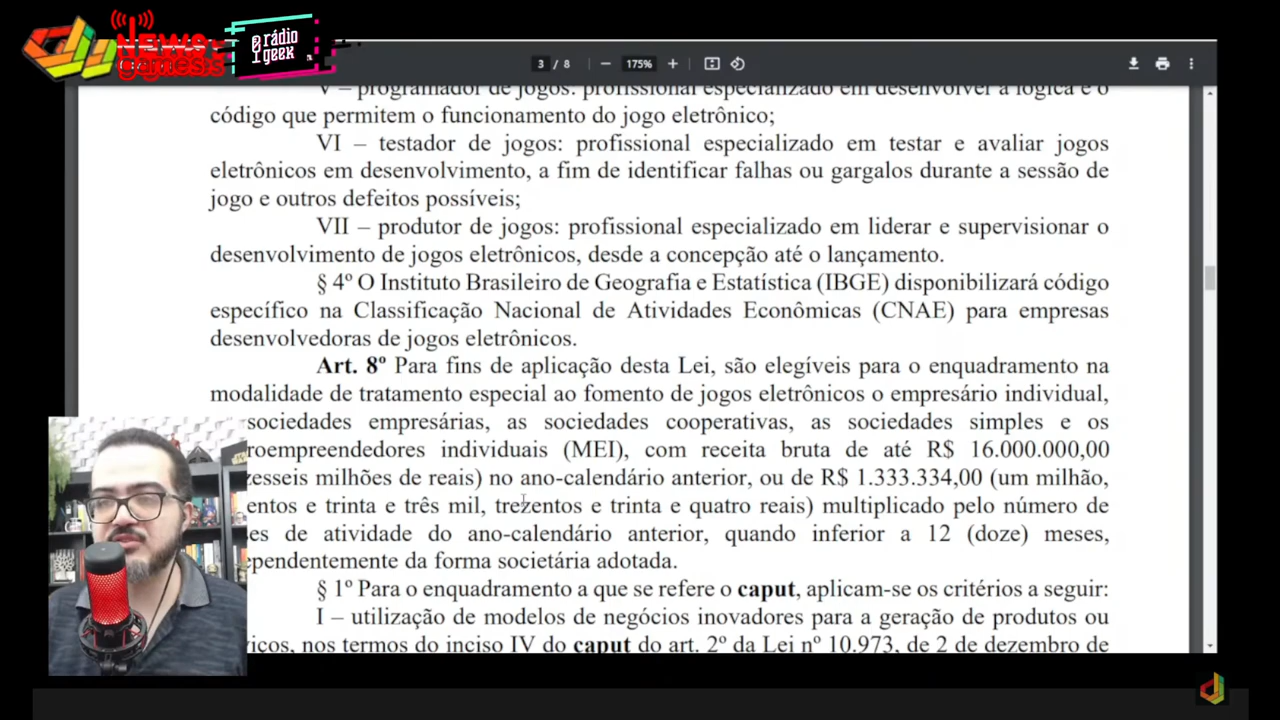 NEWS
games
rádio
geek
3 / 8
175%
V – programador de jogos: profissional especializado em desenvolver a lógica e o
código que permitem o funcionamento do jogo eletrônico;
VI – testador de jogos: profissional especializado em testar e avaliar jogos
eletrônicos em desenvolvimento, a fim de identificar falhas ou gargalos durante a sessão de
jogo e outros defeitos possíveis;
VII – produtor de jogos: profissional especializado em liderar e supervisionar o
desenvolvimento de jogos eletrônicos, desde a concepção até o lançamento.
§ 4º O Instituto Brasileiro de Geografia e Estatística (IBGE) disponibilizará código
específico na Classificação Nacional de Atividades Econômicas (CNAE) para empresas
desenvolvedoras de jogos eletrônicos.
Art. 8º Para fins de aplicação desta Lei, são elegíveis para o enquadramento na
modalidade de tratamento especial ao fomento de jogos eletrônicos o empresário individual,
sociedades empresárias, as sociedades cooperativas, as sociedades simples e os
roempreendedores individuais (MEI), com receita bruta de até R$ 16.000.000,00
zesseis milhões de reais) no ano-calendário anterior, ou de R$ 1.333.334,00 (um milhão,
entos e trinta e três mil, trezentos e trinta e quatro reais) multiplicado pelo número de
es de atividade do ano-calendário anterior, quando inferior a 12 (doze) meses,
ependentemente da forma societária adotada.
§ 1º Para o enquadramento a que se refere o caput, aplicam-se os critérios a seguir:
I – utilização de modelos de negócios inovadores para a geração de produtos ou
viços, nos termos do inciso IV do caput do art. 2º da Lei nº 10.973, de 2 de dezembro de